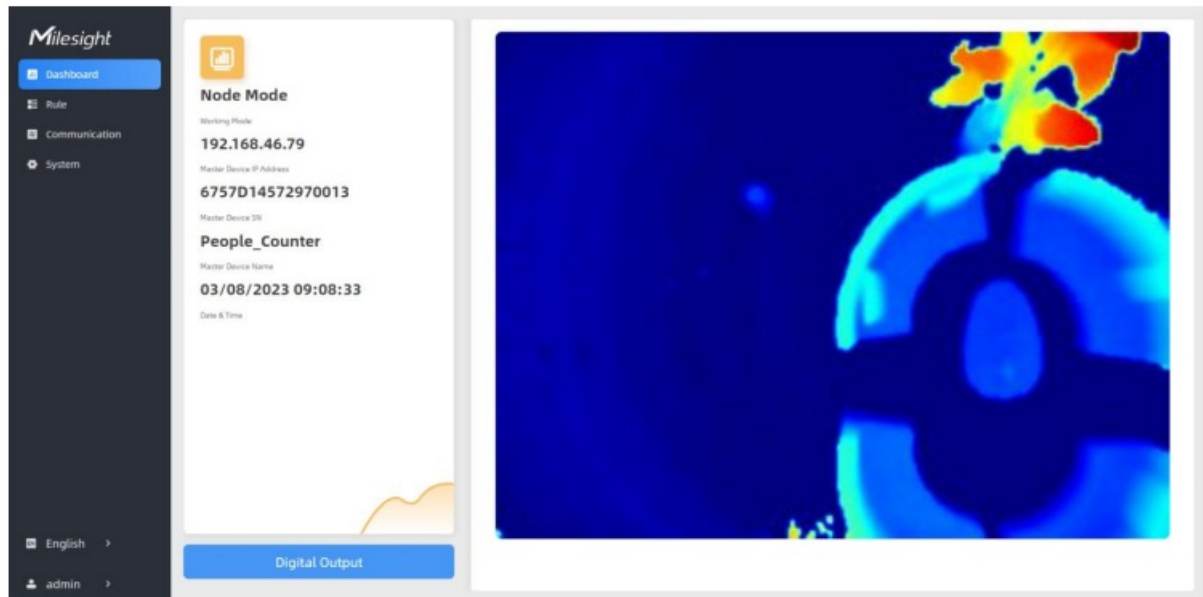 Milesight
Dashboard
Rule
Communication
System
English
admin
Node Mode
Working Mode
192.168.46.79
Master Device IP Address
6757D14572970013
Master Device SN
People_Counter
Master Device Name
03/08/2023 09:08:33
Date & Time
Digital Output